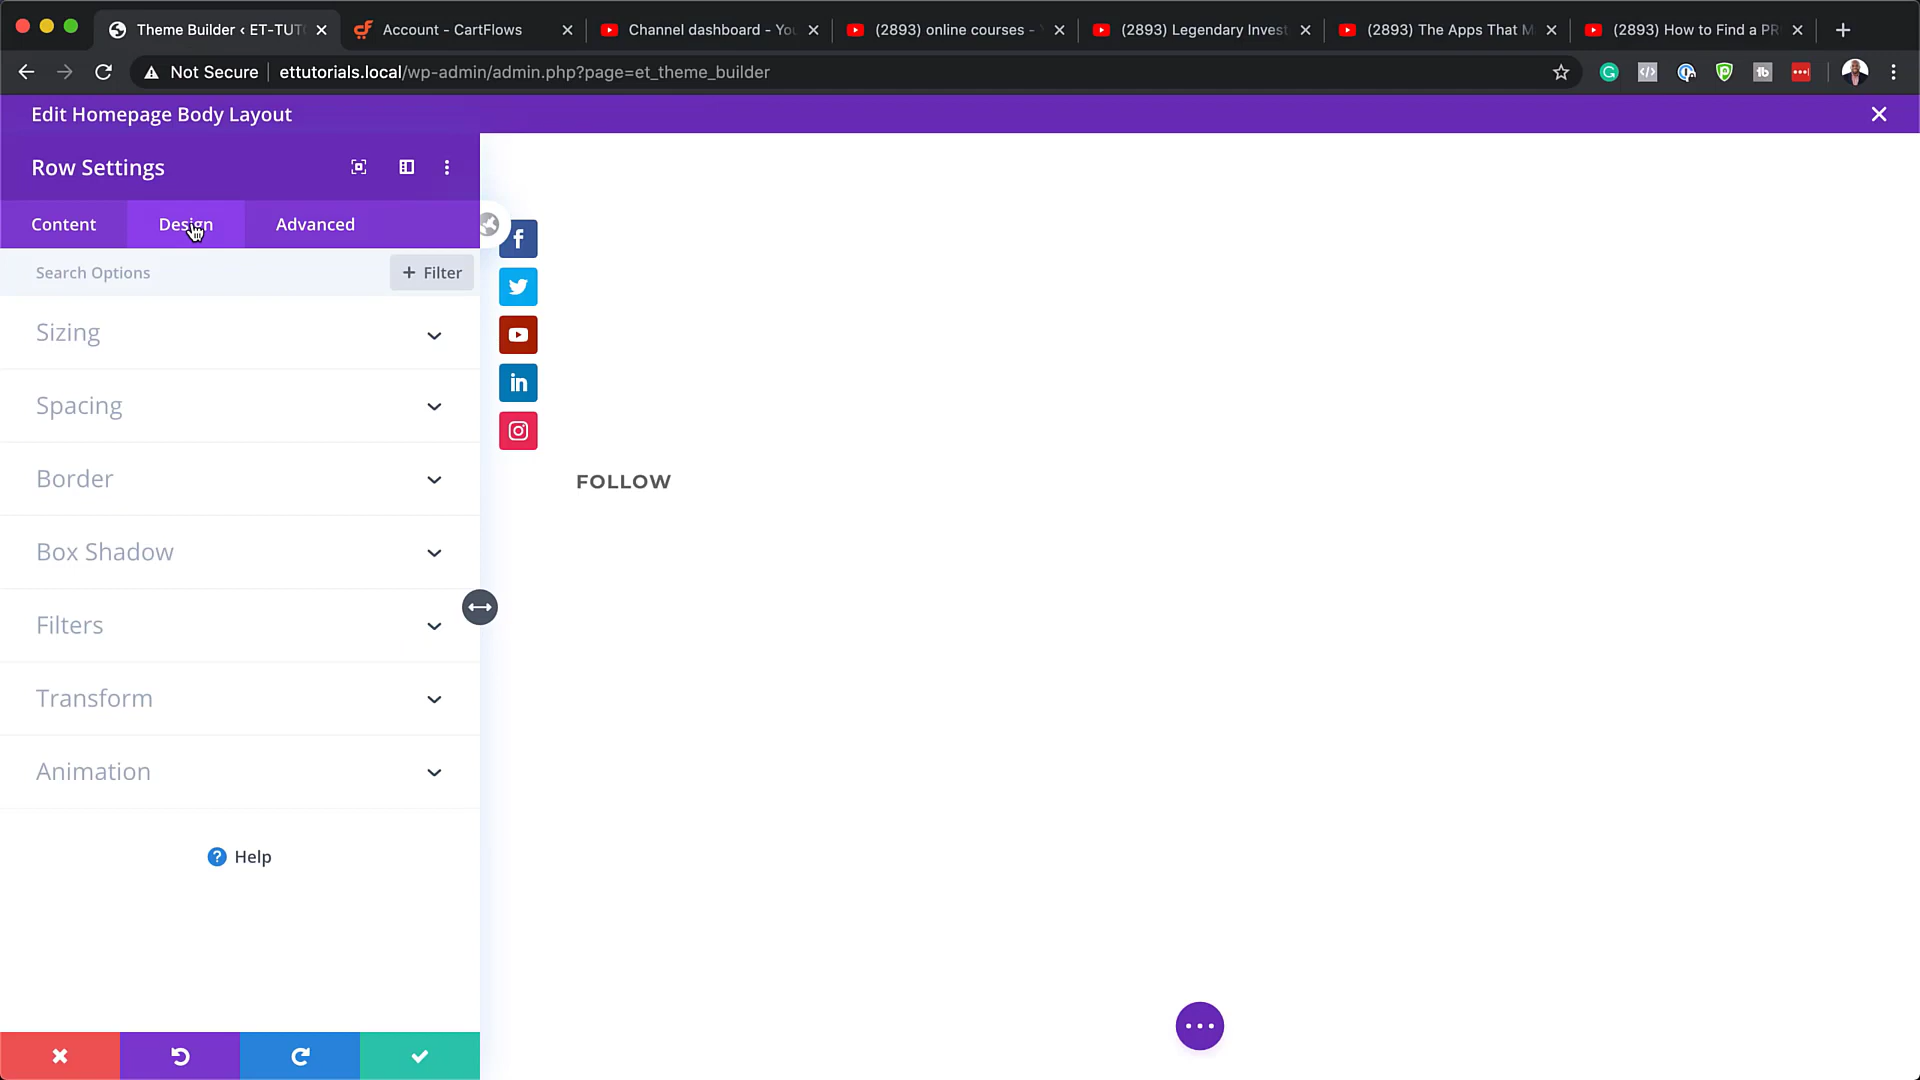 Theme Builder ‹ ET-TUT
Account - CartFlows
Channel dashboard - You
(2893) online courses -
(2893) Legendary Invest
(2893) The Apps That M
(2893) How to Find a PR
Not Secure
ettutorials.local/wp-admin/admin.php?page=et_theme_builder
Edit Homepage Body Layout
Row Settings
Content
Design
Advanced
Search Options
+ Filter
Sizing
Spacing
Border
Box Shadow
Filters
Transform
Animation
? Help
f
in
FOLLOW